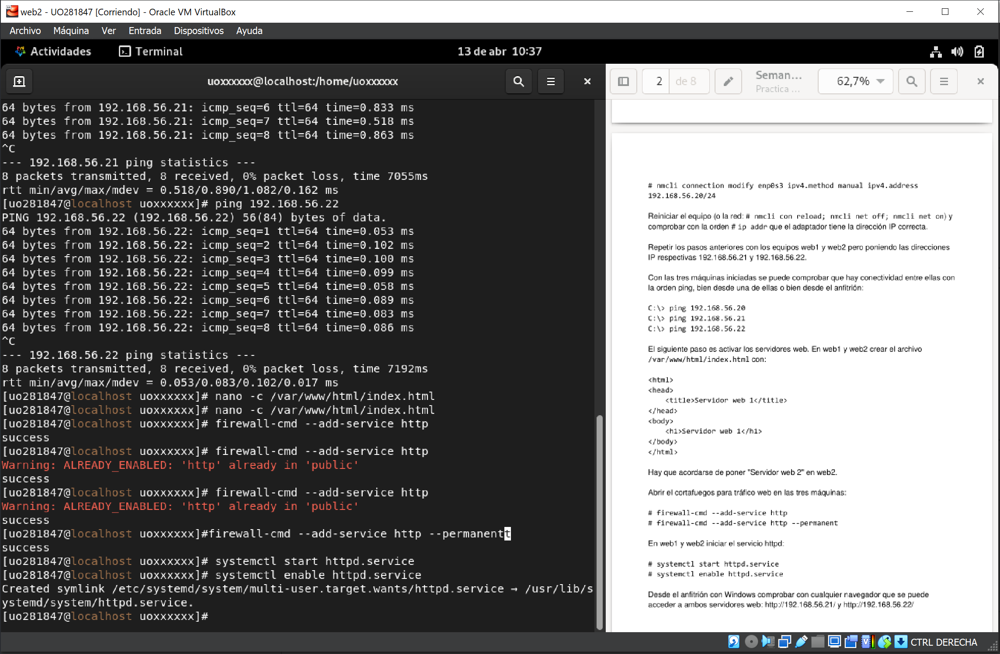 web2 - UO281847 [Corriendo] - Oracle VM VirtualBox
Archivo Máquina Ver Entrada Dispositivos Ayuda
Actividades Terminal 13 de abr 10:37
uoxxxxxx@localhost:/home/uoxxxxxx
64 bytes from 192.168.56.21: icmp_seq=6 ttl=64 time=0.833 ms
64 bytes from 192.168.56.21: icmp_seq=7 ttl=64 time=0.518 ms
64 bytes from 192.168.56.21: icmp_seq=8 ttl=64 time=0.863 ms
^C
--- 192.168.56.21 ping statistics ---
8 packets transmitted, 8 received, 0% packet loss, time 7055ms
rtt min/avg/max/mdev = 0.518/0.890/1.082/0.162 ms
[uo281847@localhost uoxxxxxx]# ping 192.168.56.22
PING 192.168.56.22 (192.168.56.22) 56(84) bytes of data.
64 bytes from 192.168.56.22: icmp_seq=1 ttl=64 time=0.053 ms
64 bytes from 192.168.56.22: icmp_seq=2 ttl=64 time=0.102 ms
64 bytes from 192.168.56.22: icmp_seq=3 ttl=64 time=0.100 ms
64 bytes from 192.168.56.22: icmp_seq=4 ttl=64 time=0.099 ms
64 bytes from 192.168.56.22: icmp_seq=5 ttl=64 time=0.058 ms
64 bytes from 192.168.56.22: icmp_seq=6 ttl=64 time=0.089 ms
64 bytes from 192.168.56.22: icmp_seq=7 ttl=64 time=0.083 ms
64 bytes from 192.168.56.22: icmp_seq=8 ttl=64 time=0.086 ms
^C
--- 192.168.56.22 ping statistics ---
8 packets transmitted, 8 received, 0% packet loss, time 7192ms
rtt min/avg/max/mdev = 0.053/0.083/0.102/0.017 ms
[uo281847@localhost uoxxxxxx]# nano -c /var/www/html/index.html
[uo281847@localhost uoxxxxxx]# nano -c /var/www/html/index.html
[uo281847@localhost uoxxxxxx]# firewall-cmd --add-service http
success
[uo281847@localhost uoxxxxxx]# firewall-cmd --add-service http
Warning: ALREADY_ENABLED: 'http' already in 'public'
success
[uo281847@localhost uoxxxxxx]# firewall-cmd --add-service http
Warning: ALREADY_ENABLED: 'http' already in 'public'
success
[uo281847@localhost uoxxxxxx]#firewall-cmd --add-service http --permanentt
success
[uo281847@localhost uoxxxxxx]# systemctl start httpd.service
[uo281847@localhost uoxxxxxx]# systemctl enable httpd.service
Created symlink /etc/systemd/system/multi-user.target.wants/httpd.service → /usr/lib/s
ystemd/system/httpd.service.
[uo281847@localhost uoxxxxxx]#
2 de 8 Seman... 62,7%
Practica ...
# nmcli connection modify enp0s3 ipv4.method manual ipv4.address
192.168.56.20/24
Reiniciar el equipo (o la red: # nmcli con reload; nmcli net off; nmcli net on) y
comprobar con la orden # ip addr que el adaptador tiene la dirección IP correcta.
Repetir los pasos anteriores con los equipos web1 y web2 pero poniendo las direcciones
IP respectivas 192.168.56.21 y 192.168.56.22.
Con las tres máquinas iniciadas se puede comprobar que hay conectividad entre ellas con
la orden ping, bien desde una de ellas o bien desde el anfitrión:
C:\> ping 192.168.56.20
C:\> ping 192.168.56.21
C:\> ping 192.168.56.22
El siguiente paso es activar los servidores web. En web1 y web2 crear el archivo
/var/www/html/index.html con:
<html>
<head>
<title>Servidor web 1</title>
</head>
<body>
<h1>Servidor web 1</h1>
</body>
</html>
Hay que acordarse de poner "Servidor web 2" en web2.
Abrir el cortafuegos para tráfico web en las tres máquinas:
# firewall-cmd --add-service http
# firewall-cmd --add-service http --permanent
En web1 y web2 iniciar el servicio httpd:
# systemctl start httpd.service
# systemctl enable httpd.service
Desde el anfitrión con Windows comprobar con cualquier navegador que se puede
acceder a ambos servidores web: http://192.168.56.21/ y http://192.168.56.22/
CTRL DERECHA